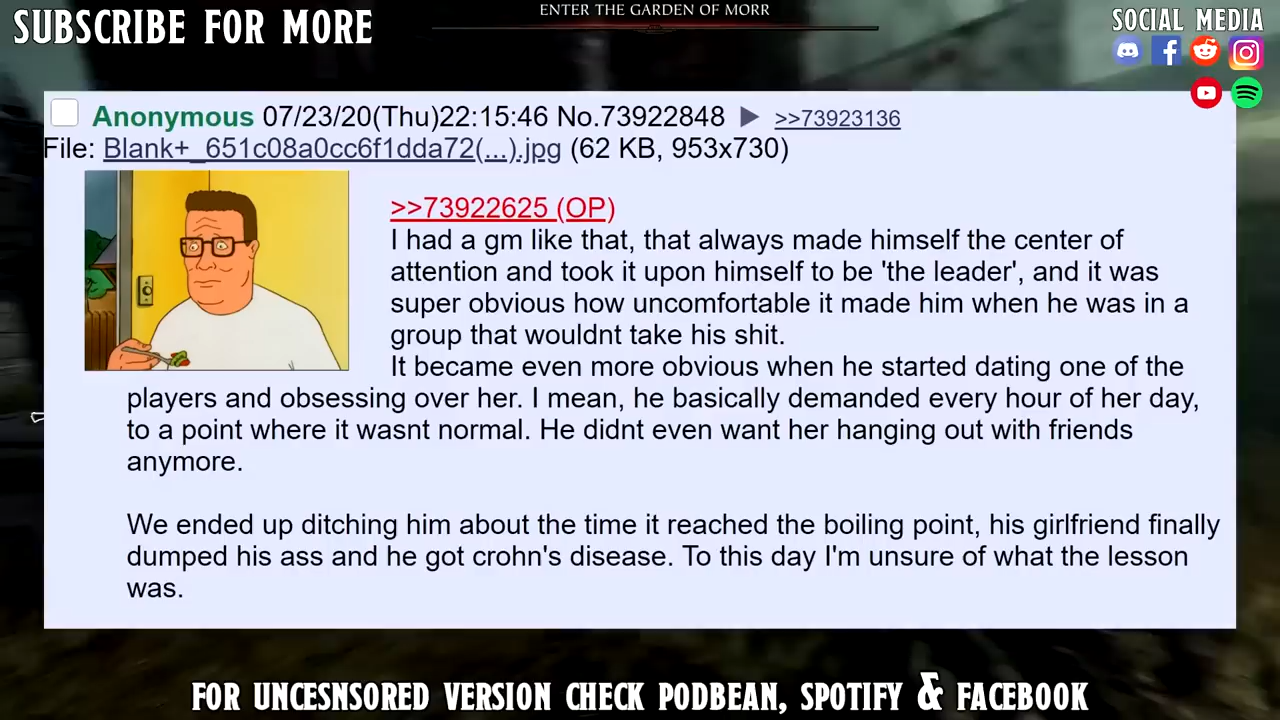 SUBSCRIBE FOR MORE
ENTER THE GARDEN OF MORR
SOCIAL MEDIA
Anonymous 07/23/20(Thu)22:15:46 No.73922848 ▶ >>73923136
File: Blank+_651c08a0cc6f1dda72(...).jpg (62 KB, 953x730)
>>73922625 (OP)
I had a gm like that, that always made himself the center of
attention and took it upon himself to be 'the leader', and it was
super obvious how uncomfortable it made him when he was in a
group that wouldnt take his shit.
It became even more obvious when he started dating one of the
players and obsessing over her. I mean, he basically demanded every hour of her day,
to a point where it wasnt normal. He didnt even want her hanging out with friends
anymore.
We ended up ditching him about the time it reached the boiling point, his girlfriend finally
dumped his ass and he got crohn's disease. To this day I'm unsure of what the lesson
was.
FOR UNCESNSORED VERSION CHECK PODBEAN, SPOTIFY & FACEBOOK